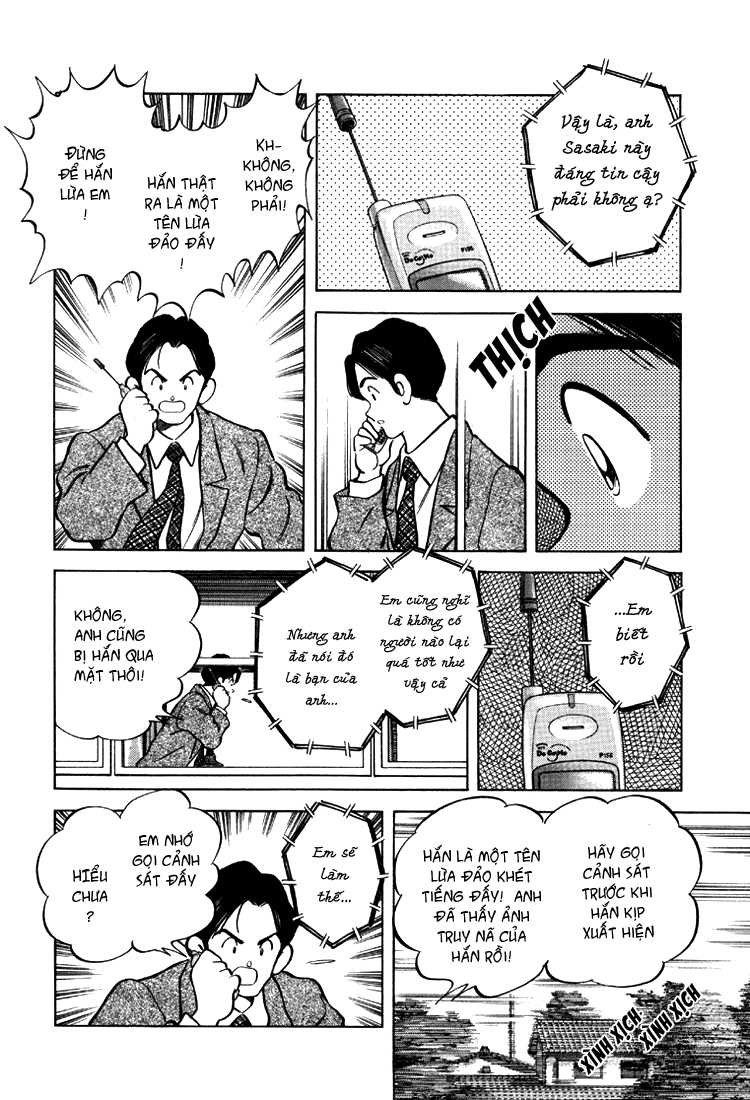 Vậy là, anh
Sasaki này
đáng tin cậy
phải không ạ?
DoCoMo
P156
KH-
KHÔNG,
KHÔNG
PHẢI!
HẮN THẬT
RA LÀ MỘT
TÊN LỪA
ĐẢO ĐẤY
!
ĐỪNG
ĐỂ HẮN
LỪA EM
!
THỊCH
...Em
biết
rồi
DoCoMo
P156
Em cũng nghĩ
là không có
người nào lại
quá tốt như
vậy cả
Nhưng anh
đã nói đó
là bạn của
anh...
KHÔNG,
ANH CŨNG
BỊ HẮN QUA
MẶT THÔI!
HÃY GỌI
CẢNH SÁT
TRƯỚC KHI
HẮN KỊP
XUẤT HIỆN
HẮN LÀ MỘT TÊN
LỪA ĐẢO KHÉT
TIẾNG ĐẤY! ANH
ĐÃ THẤY ẢNH
TRUY NÃ CỦA
HẮN RỒI!
XÌNH XỊCH
XÌNH XỊCH
Em sẽ
làm
thế...
EM NHỚ
GỌI CẢNH
SÁT ĐẤY
HIỂU
CHƯA
?